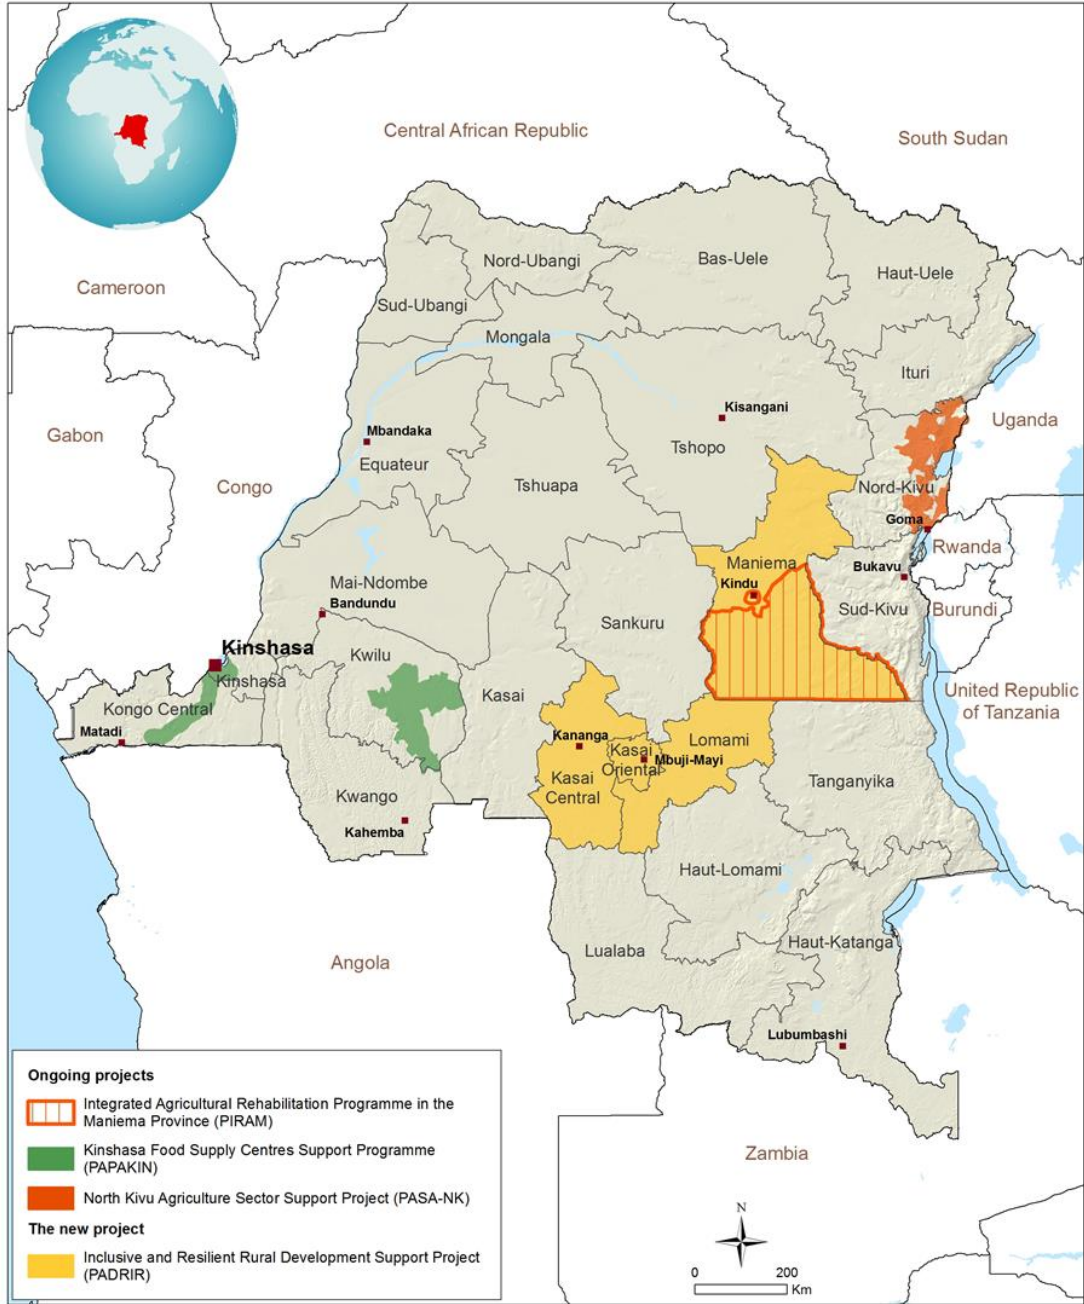 Central African Republic
South Sudan
Cameroon
Nord-Ubangi
Bas-Uele
Haut-Uele
Sud-Ubangi
Mongala
Ituri
Kisangani
Gabon
Mbandaka
Uganda
Equateur
Tshopo
Congo
Tshuapa
Nord-Kivu
Goma
Rwanda
Maniema
Bukavu
Mai-Ndombe
Kindu
Bandundu
Sud-Kivu
Burundi
Sankuru
Kinshasa
Kwilu
Kinshasa
Kasai
United Republic
of Tanzania
Kongo Central
Matadi
Kananga
Lomami
Kasai
Oriental
Mbuji-Mayi
Kasai
Central
Tanganyika
Kwango
Kahemba
Haut-Lomami
Haut-Katanga
Lualaba
Angola
Lubumbashi
Zambia
Ongoing projects
Integrated Agricultural Rehabilitation Programme in the
Maniema Province (PIRAM)
Kinshasa Food Supply Centres Support Programme
(PAPAKIN)
North Kivu Agriculture Sector Support Project (PASA-NK)
The new project
Inclusive and Resilient Rural Development Support Project
(PADRIR)
N
0 200
Km